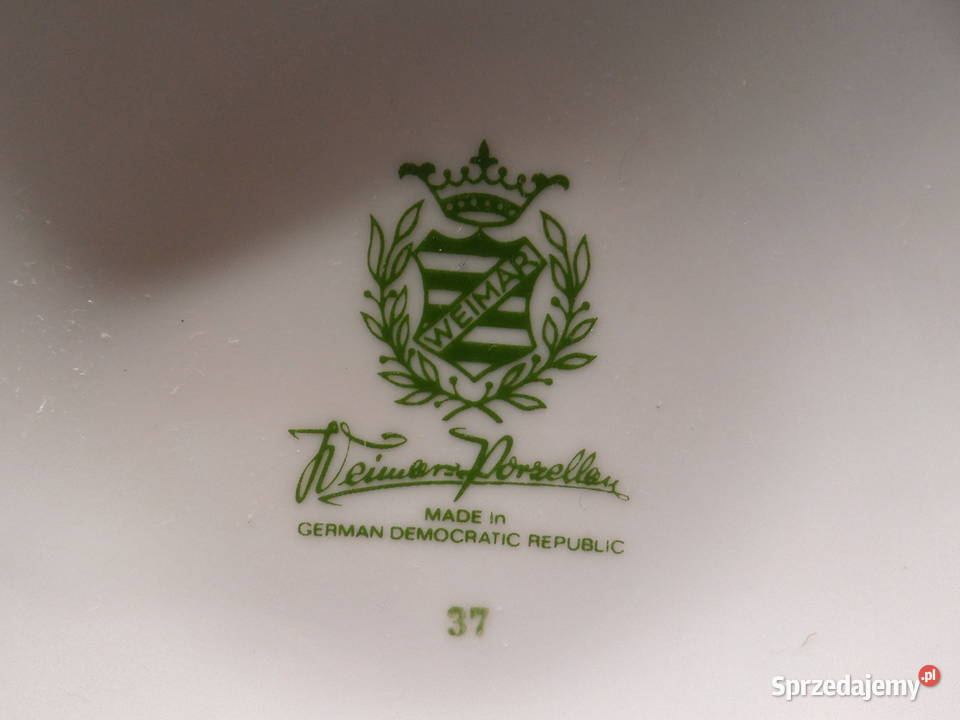 WEIMAR
Weimar-Porzellan
MADE in
GERMAN DEMOCRATIC REPUBLIC
37
Sprzedajemy.pl